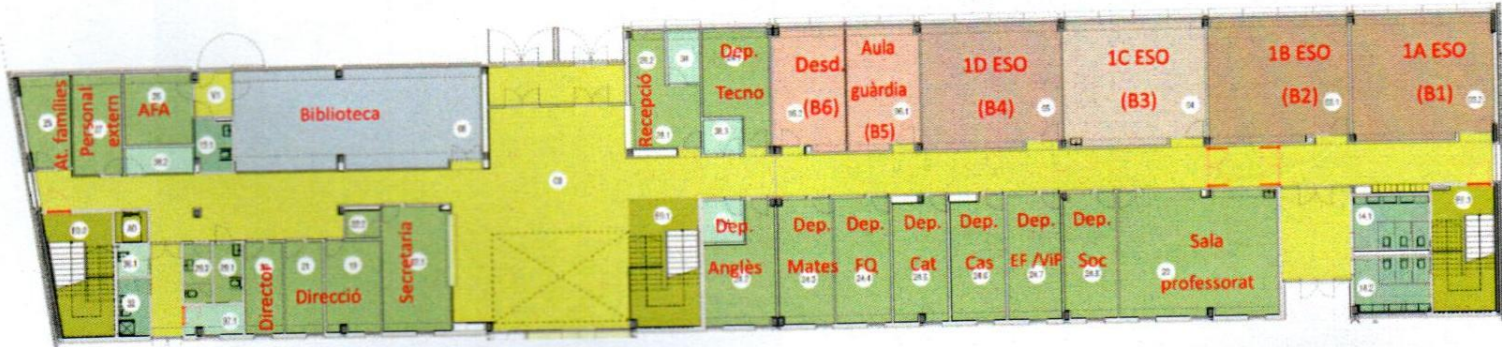 At. famílies
Personal
extern
AFA
Biblioteca
Recepció
Dep.
Tecno
Desd.
(B6)
Aula
guàrdia
(B5)
1D ESO
(B4)
1C ESO
(B3)
1B ESO
(B2)
1A ESO
(B1)
Director
Direcció
Secretaria
Dep.
Anglès
Dep.
Mates
Dep.
FQ
Dep.
Cat
Dep.
Cas
Dep.
EF /ViP
Dep.
Soc
Sala
professorat